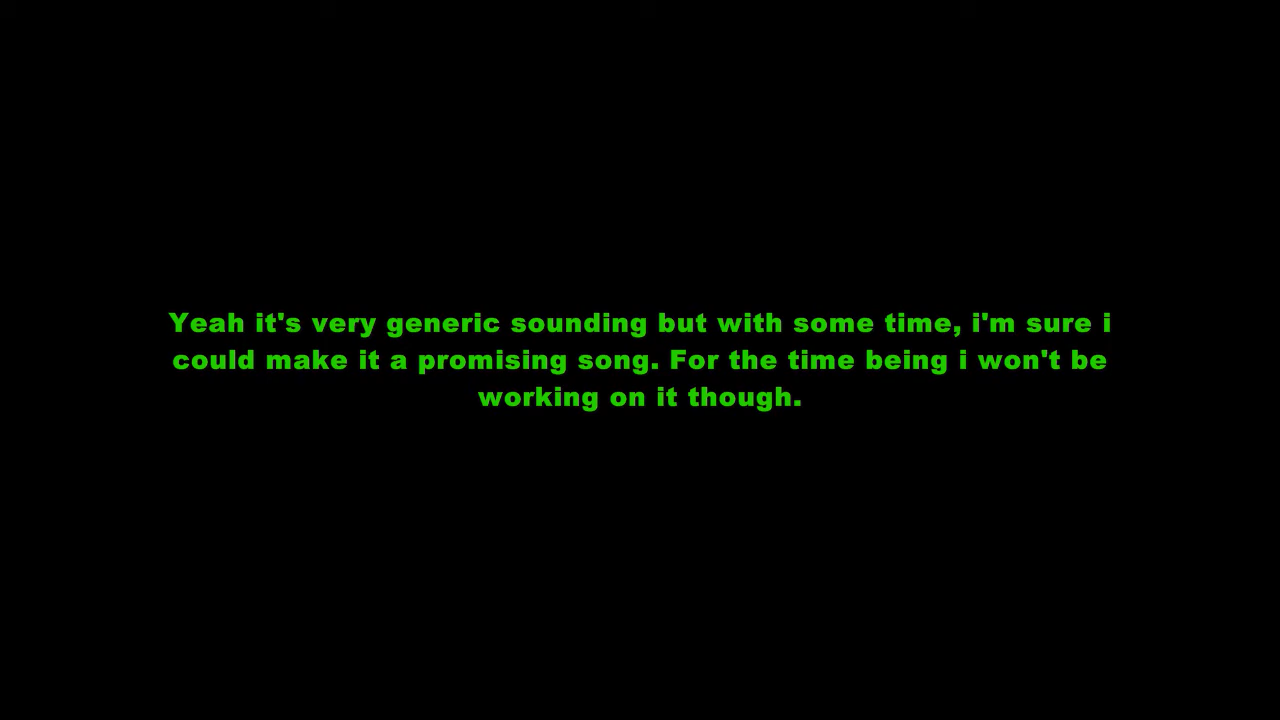 Yeah it's very generic sounding but with some time, i'm sure i
could make it a promising song. For the time being i won't be
working on it though.